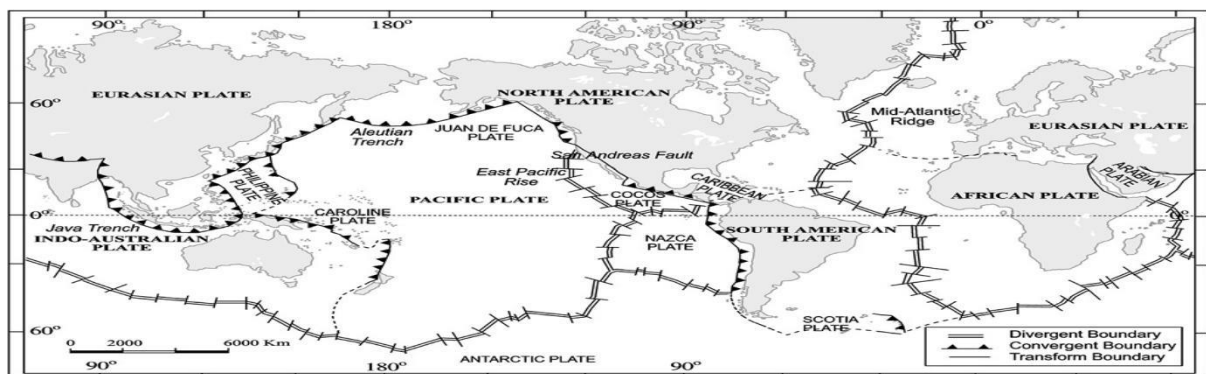 90°
180°
90°
0°
EURASIAN PLATE
NORTH AMERICAN
PLATE
60°
Aleutian
Trench
JUAN DE FUCA
PLATE
Mid-Atlantic
Ridge
EURASIAN PLATE
San Andreas Fault
East Pacific
Rise
PHILIPPINE
PLATE
CARIBBEAN
PLATE
ARABIAN
PLATE
COCOS
PLATE
PACIFIC PLATE
AFRICAN PLATE
CAROLINE
PLATE
0°
Java Trench
INDO-AUSTRALIAN
PLATE
NAZCA
PLATE
SOUTH AMERICAN
PLATE
60°
SCOTIA
PLATE
0 2000 6000 Km
ANTARCTIC PLATE
Divergent Boundary
Convergent Boundary
Transform Boundary
90°
180°
90°
0°